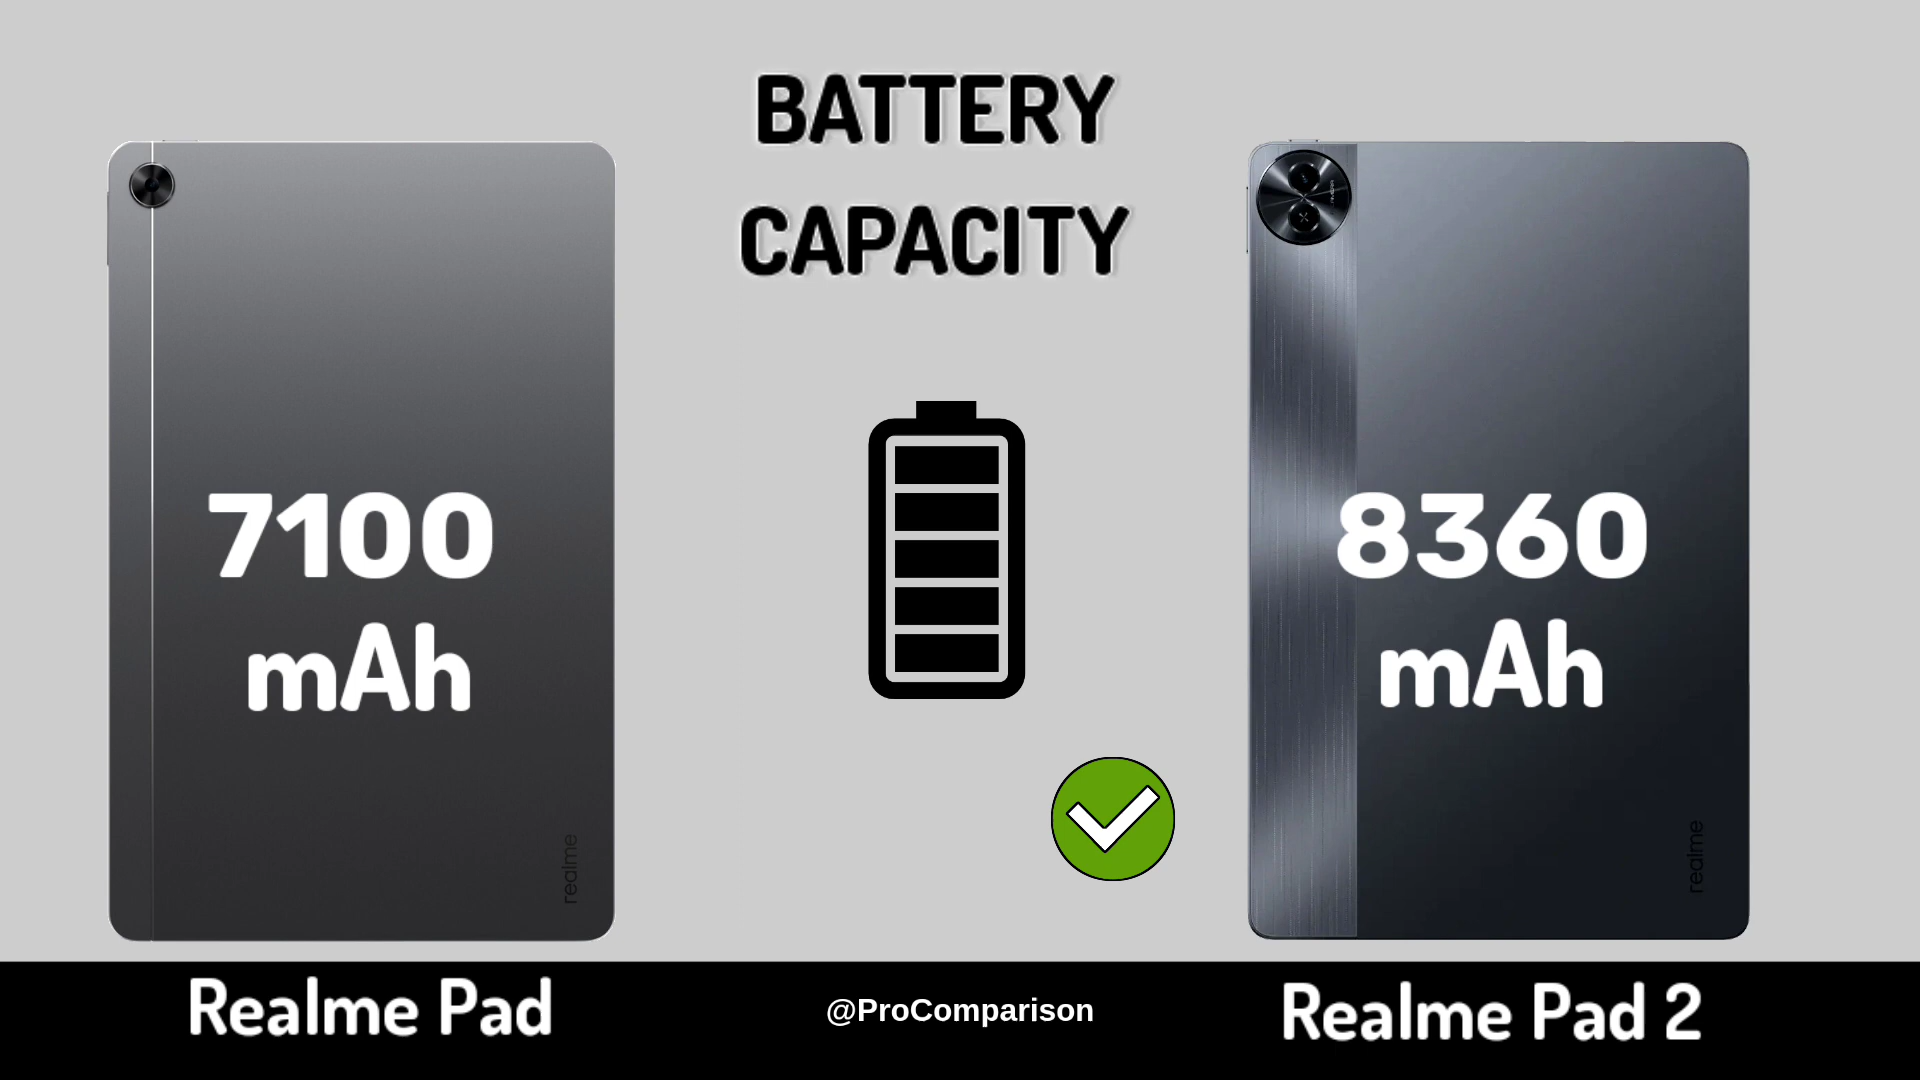 BATTERY
CAPACITY
7100
mAh
8360
mAh
realme
realme
Realme Pad
@ProComparison
Realme Pad 2